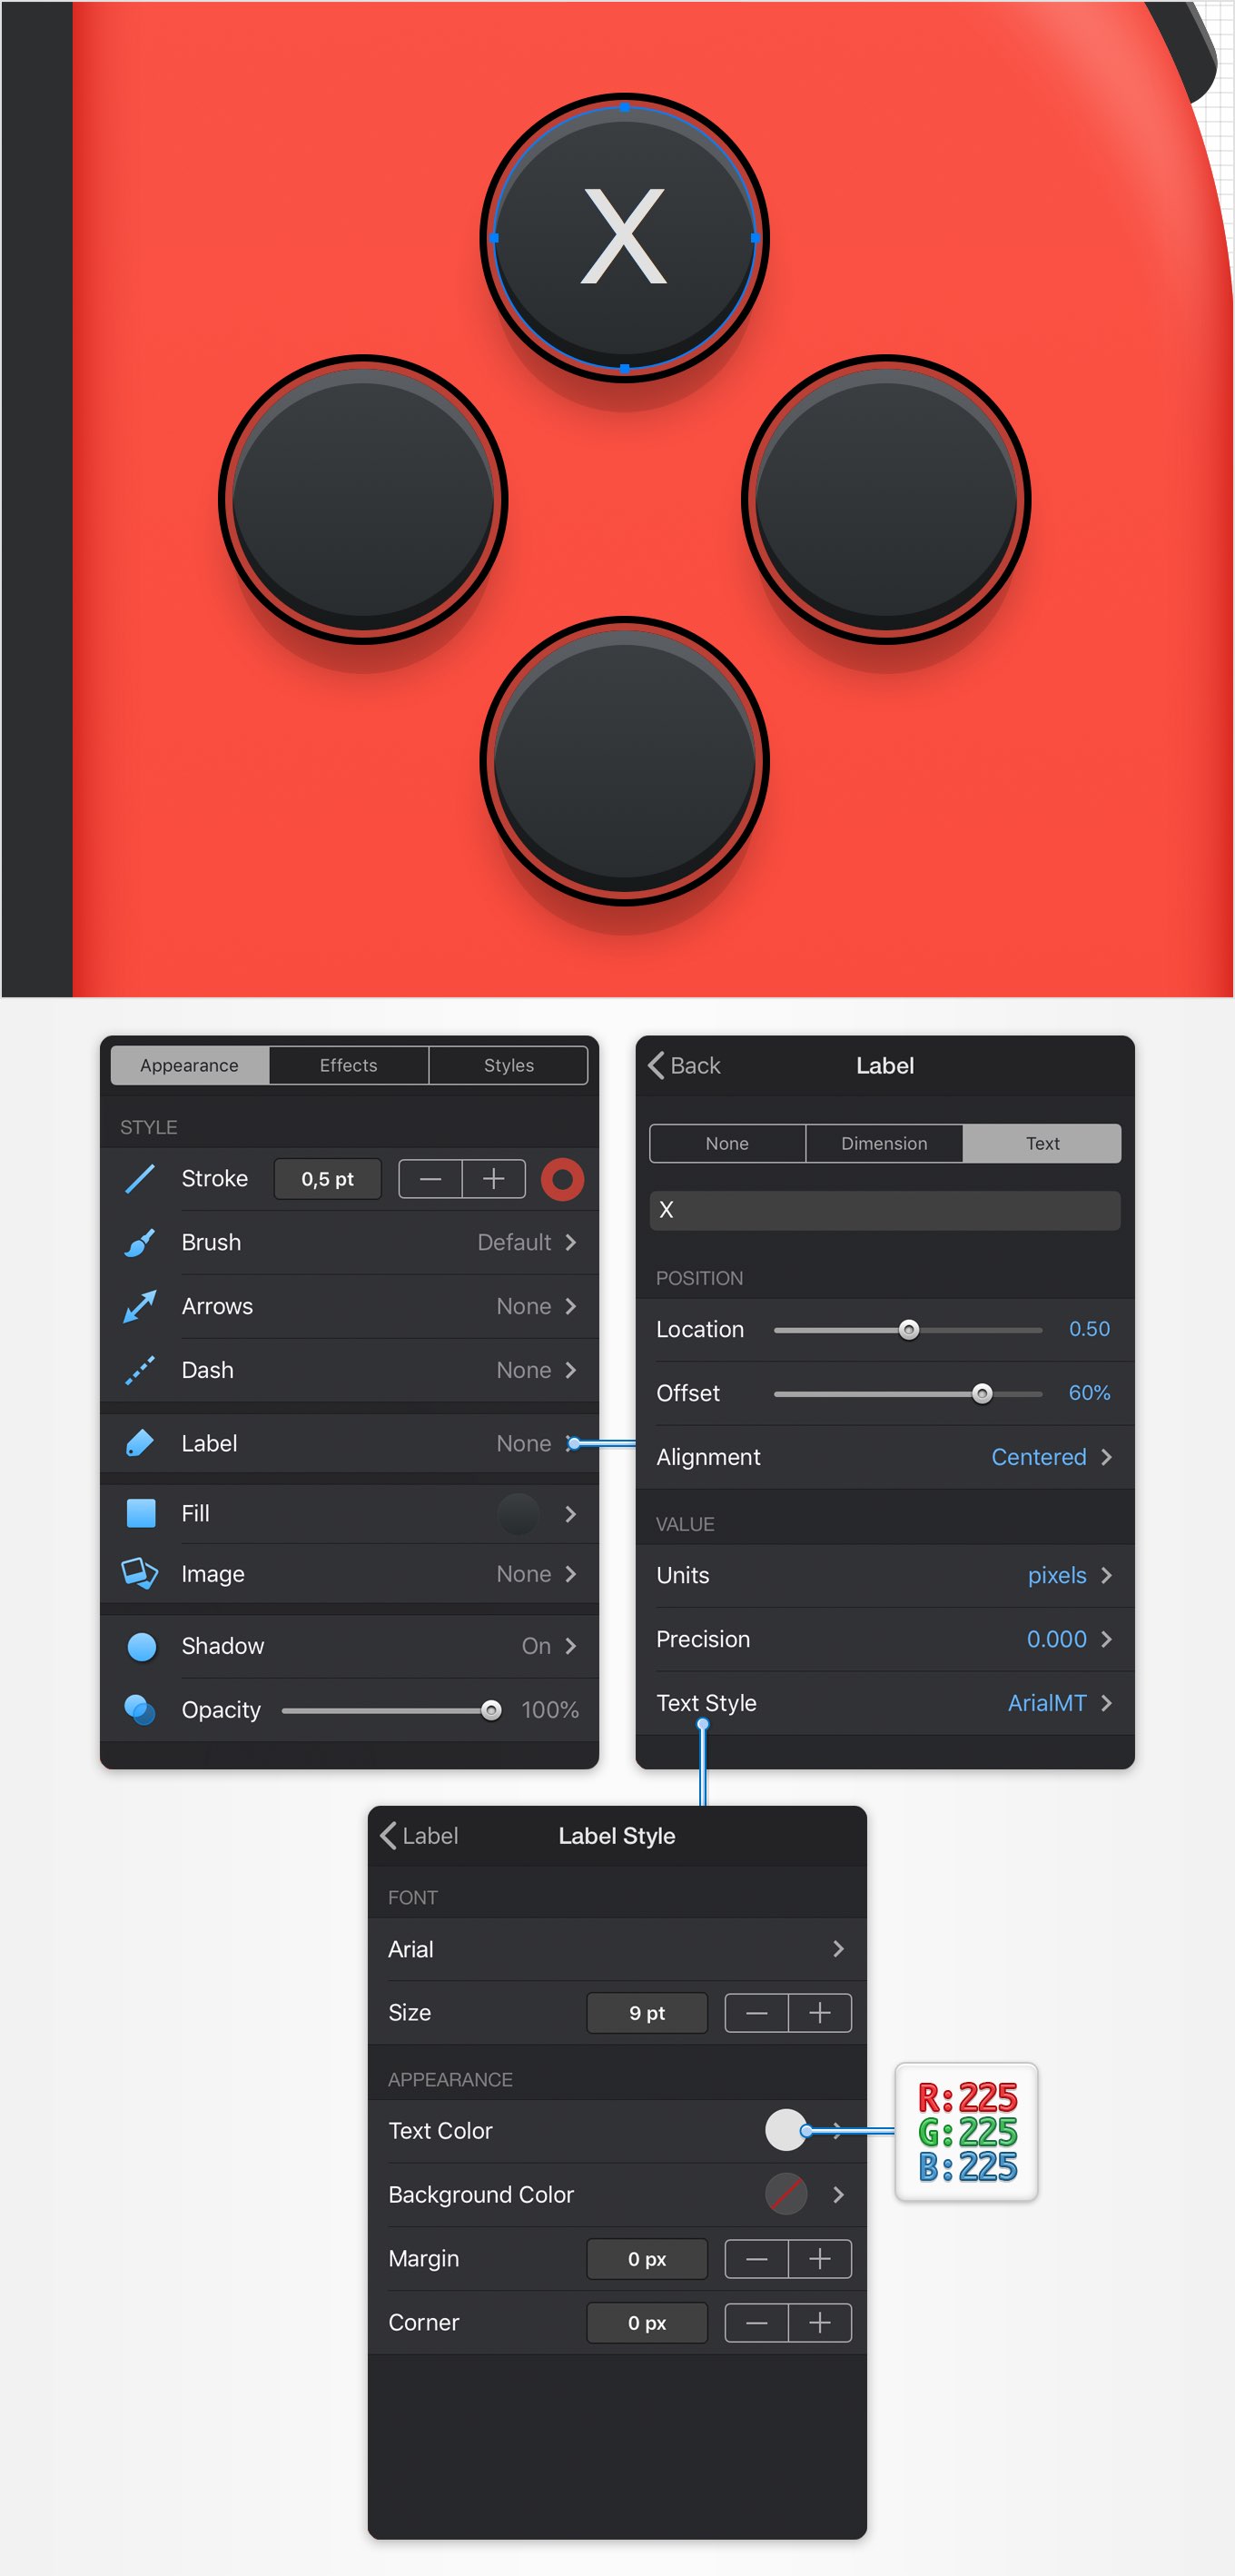 X
Appearance Effects Styles
STYLE
Stroke 0,5 pt
Brush Default
Arrows None
Dash None
Label None
Fill
Image None
Shadow On
Opacity 100%
Back Label
None Dimension Text
X
POSITION
Location 0.50
Offset 60%
Alignment Centered
VALUE
Units pixels
Precision 0.000
Text Style ArialMT
Label Label Style
FONT
Arial
Size 9 pt
APPEARANCE
Text Color
Background Color
Margin 0 px
Corner 0 px
R:225
G:225
B:225